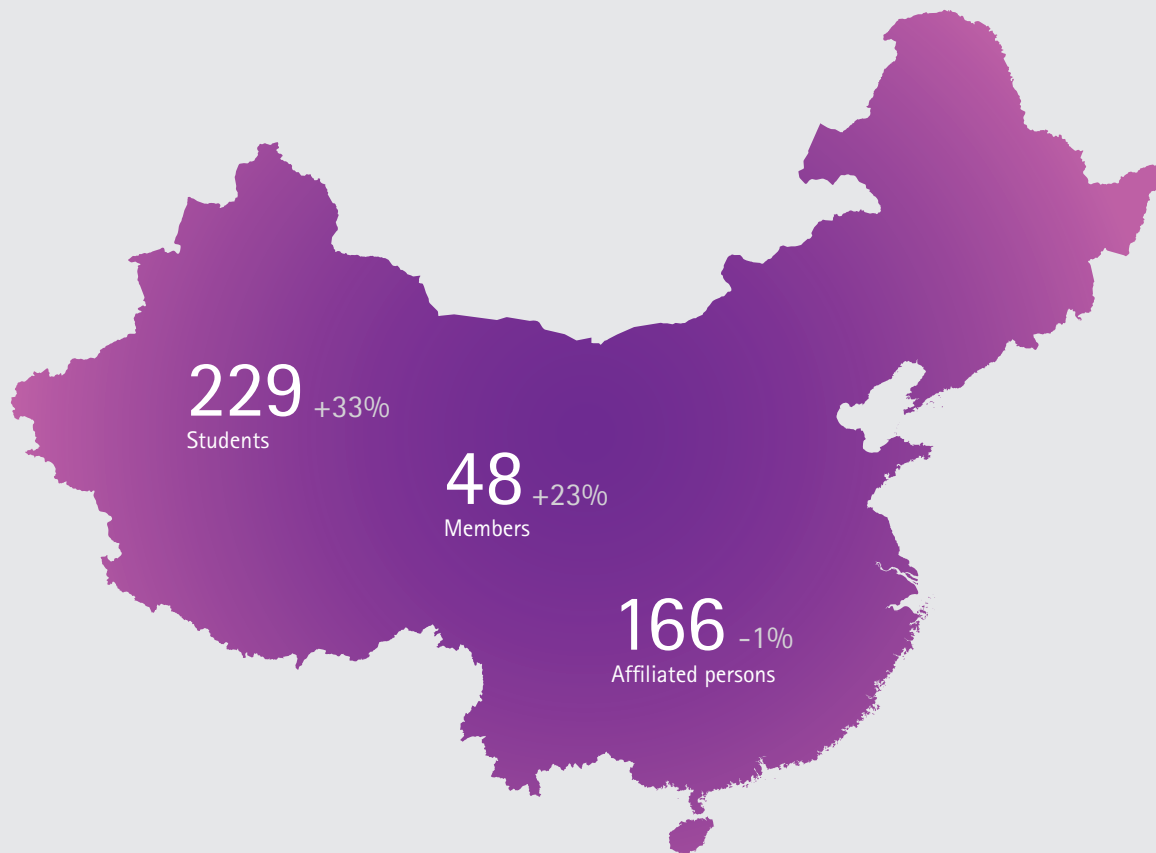 229 +33%
Students
48 +23%
Members
166 -1%
Affiliated persons